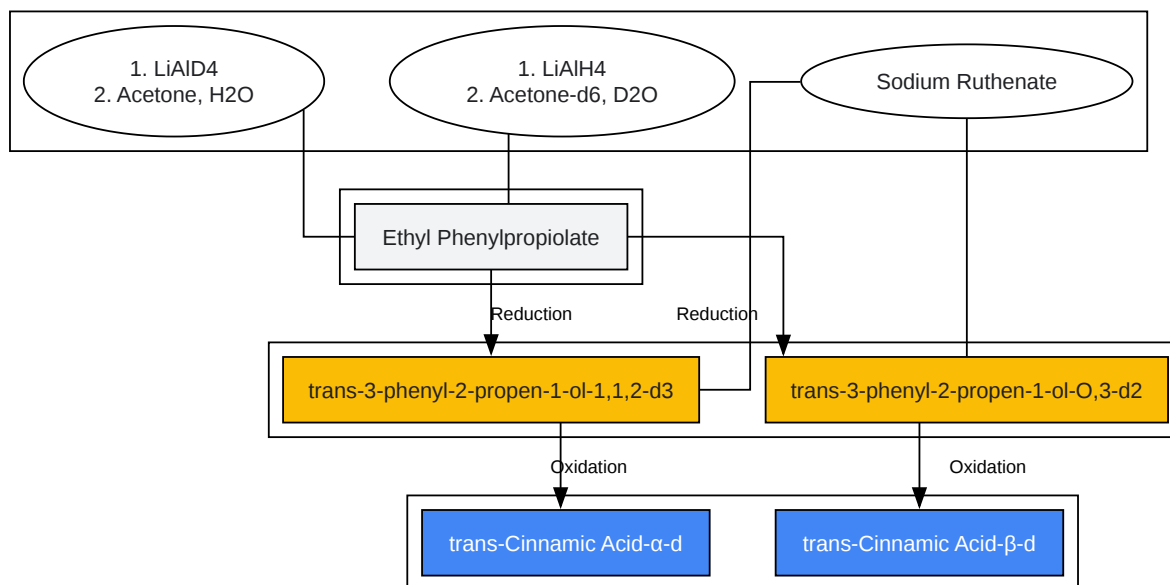 1. LiAlD4
2. Acetone, H2O
1. LiAlH4
2. Acetone-d6, D2O
Sodium Ruthenate
Ethyl Phenylpropiolate
Reduction
Reduction
trans-3-phenyl-2-propen-1-ol-1,1,2-d3
trans-3-phenyl-2-propen-1-ol-O,3-d2
Oxidation
Oxidation
trans-Cinnamic Acid-α-d
trans-Cinnamic Acid-β-d